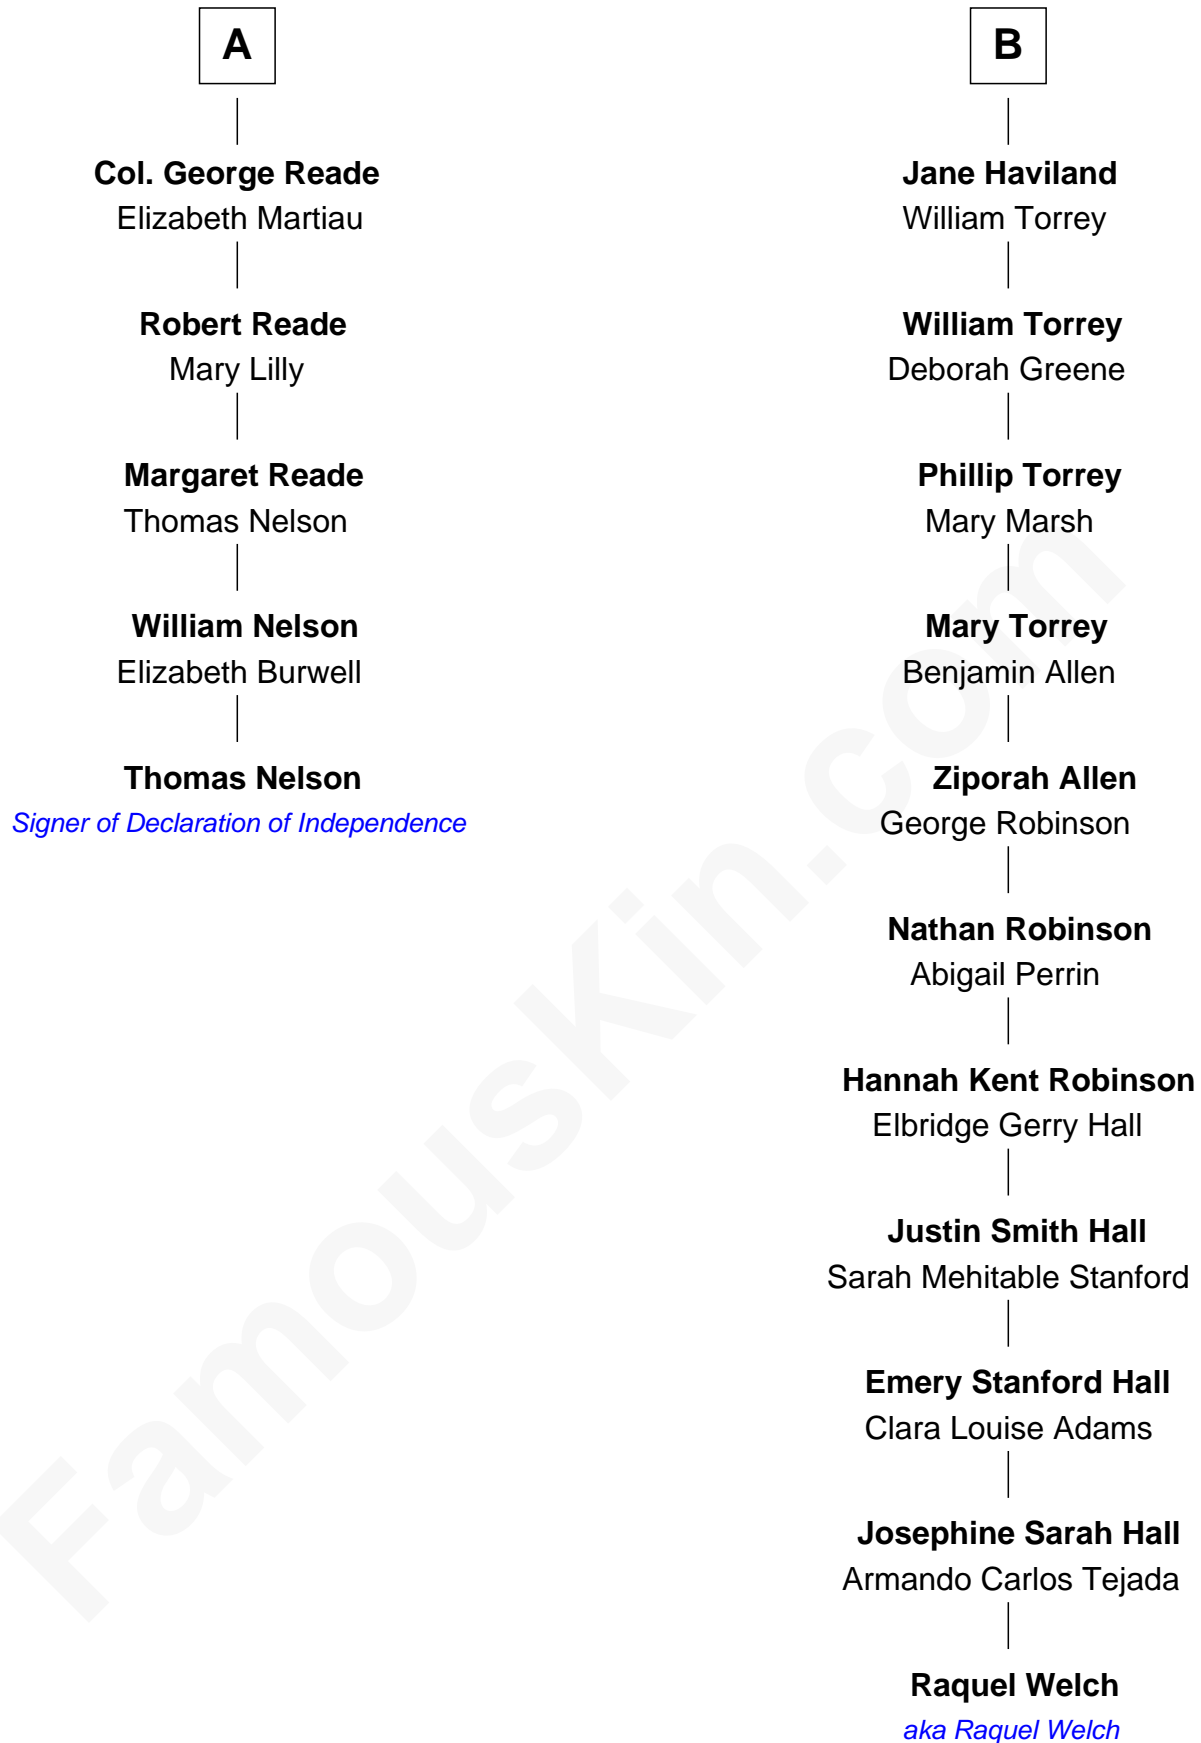 A
Col. George Reade
Elizabeth Martiau
Robert Reade
Mary Lilly
Margaret Reade
Thomas Nelson
William Nelson
Elizabeth Burwell
Thomas Nelson
Signer of Declaration of Independence
B
Jane Haviland
William Torrey
William Torrey
Deborah Greene
Phillip Torrey
Mary Marsh
Mary Torrey
Benjamin Allen
Ziporah Allen
George Robinson
Nathan Robinson
Abigail Perrin
Hannah Kent Robinson
Elbridge Gerry Hall
Justin Smith Hall
Sarah Mehitable Stanford
Emery Stanford Hall
Clara Louise Adams
Josephine Sarah Hall
Armando Carlos Tejada
Raquel Welch
aka Raquel Welch
FamousKin.com